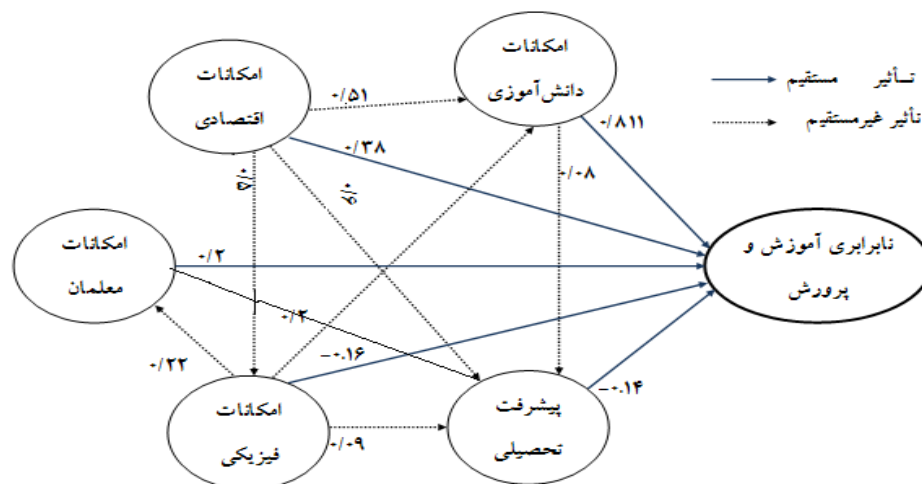 امکانات
اقتصادی
امکانات
دانش‌آموزی
تأثیر مستقیم
تأثیر غیرمستقیم
۰/۵۱
۰/۸۱۱
۰/۳۸
۰/۰۸
امکانات
معلمان
۰/۲
نابرابری آموزش و
پرورش
۰/۲
-۰.۱۶
۰/۲۲
امکانات
فیزیکی
۰/۰۹
پیشرفت
تحصیلی
-۰.۱۴